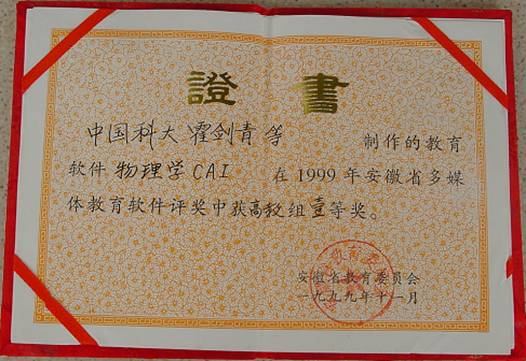 證書
中国科大霍剑青等 制作的教育
软件物理学CAI 在1999年安徽省多媒
体教育软件评奖中获高教组壹等奖。
安徽省教育委员会
一九九九年十一月